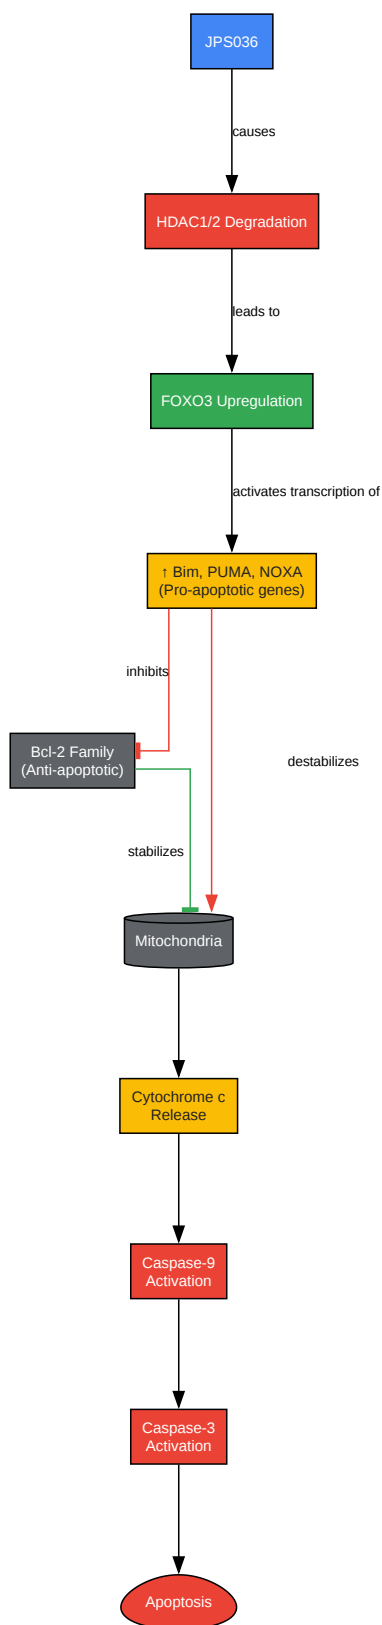 JPS036
causes
HDAC1/2 Degradation
leads to
FOXO3 Upregulation
activates transcription of
↑ Bim, PUMA, NOXA
(Pro-apoptotic genes)
inhibits
Bcl-2 Family
(Anti-apoptotic)
destabilizes
stabilizes
Mitochondria
Cytochrome c
Release
Caspase-9
Activation
Caspase-3
Activation
Apoptosis